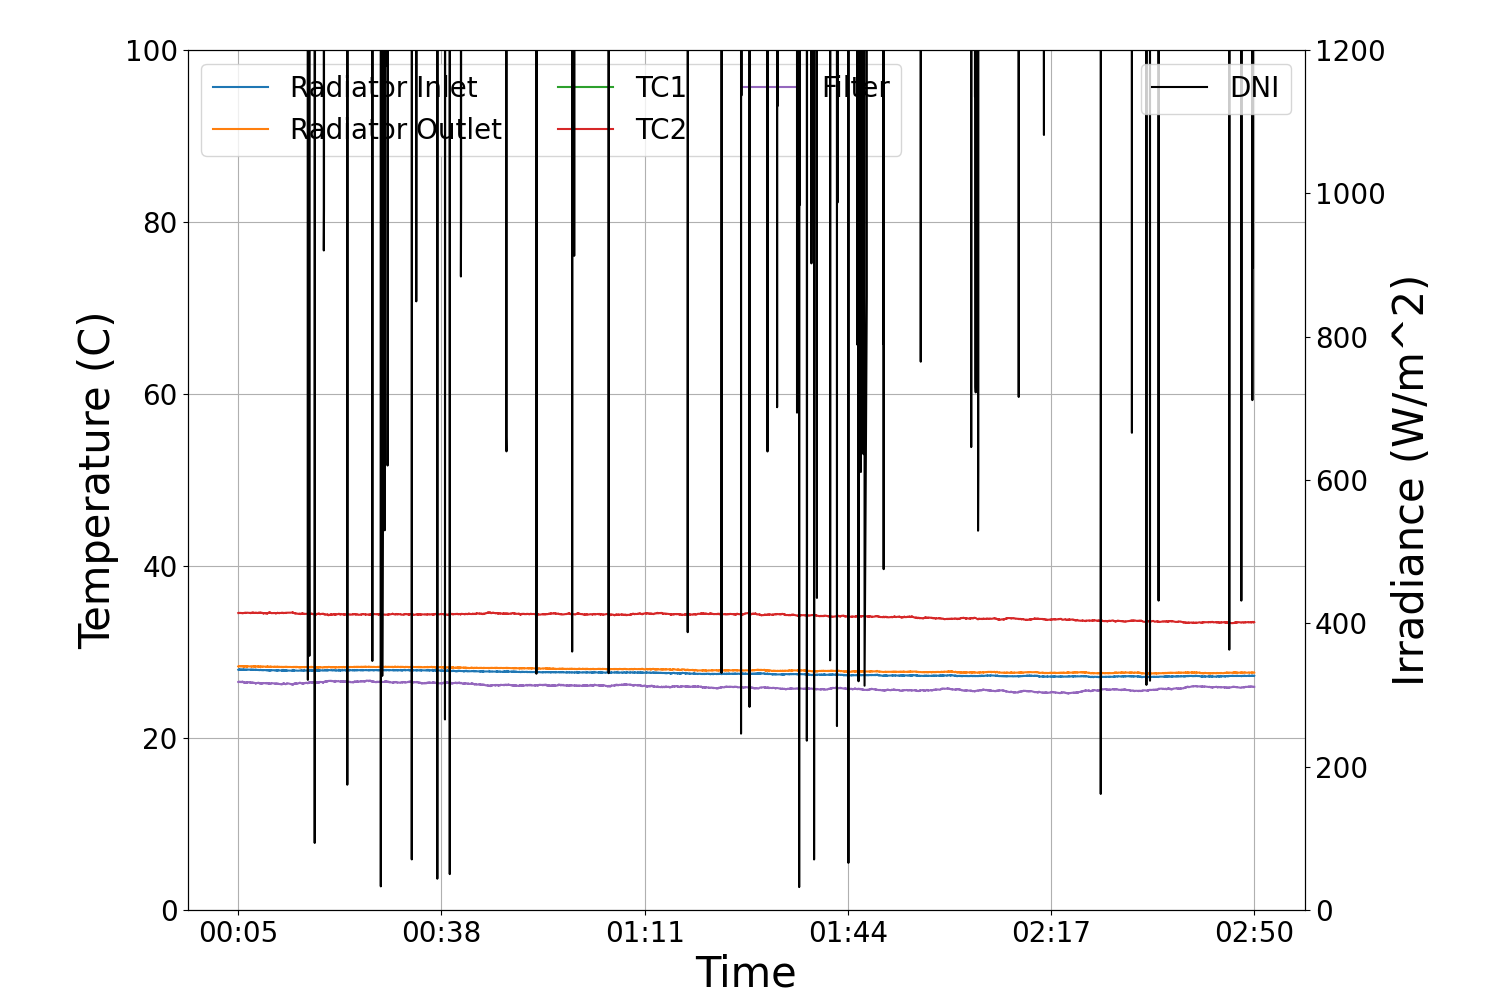 100
80
60
40
20
0
Temperature (C)
Radiator Inlet
Radiator Outlet
TC1
TC2
Filter
DNI
1200
1000
800
600
400
200
0
Irradiance (W/m^2)
00:05
00:38
01:11
01:44
02:17
02:50
Time